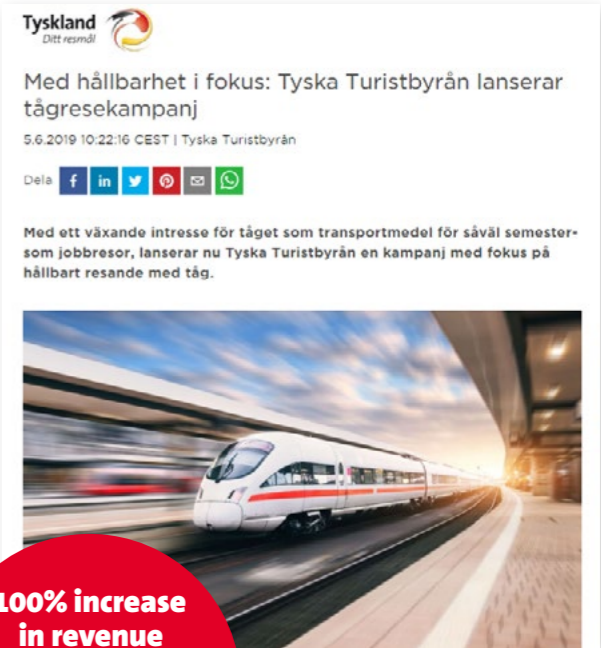 Tyskland
Ditt resmål
Med hållbarhet i fokus: Tyska Turistbyrån lanserar
tågresekampanj
5.6.2019 10:22:16 CEST | Tyska Turistbyrån
Dela
Med ett växande intresse för tåget som transportmedel för såväl semester-
som jobbresor, lanserar nu Tyska Turistbyrån en kampanj med fokus på
hållbart resande med tåg.
100% increase
in revenue